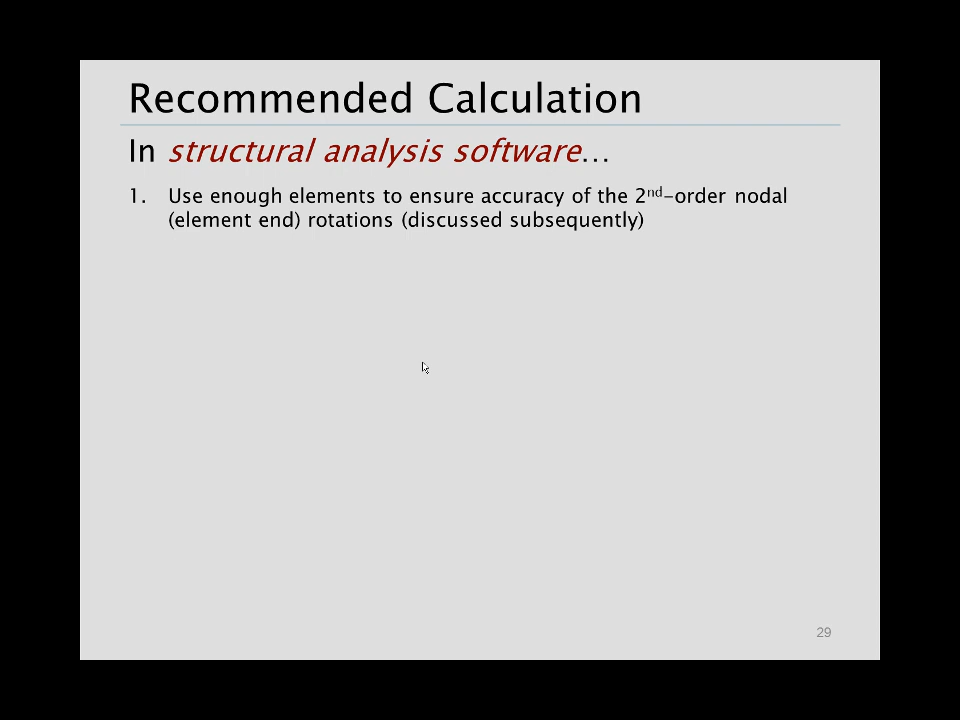 Recommended Calculation
In structural analysis software…
1. Use enough elements to ensure accuracy of the 2nd-order nodal
(element end) rotations (discussed subsequently)
29